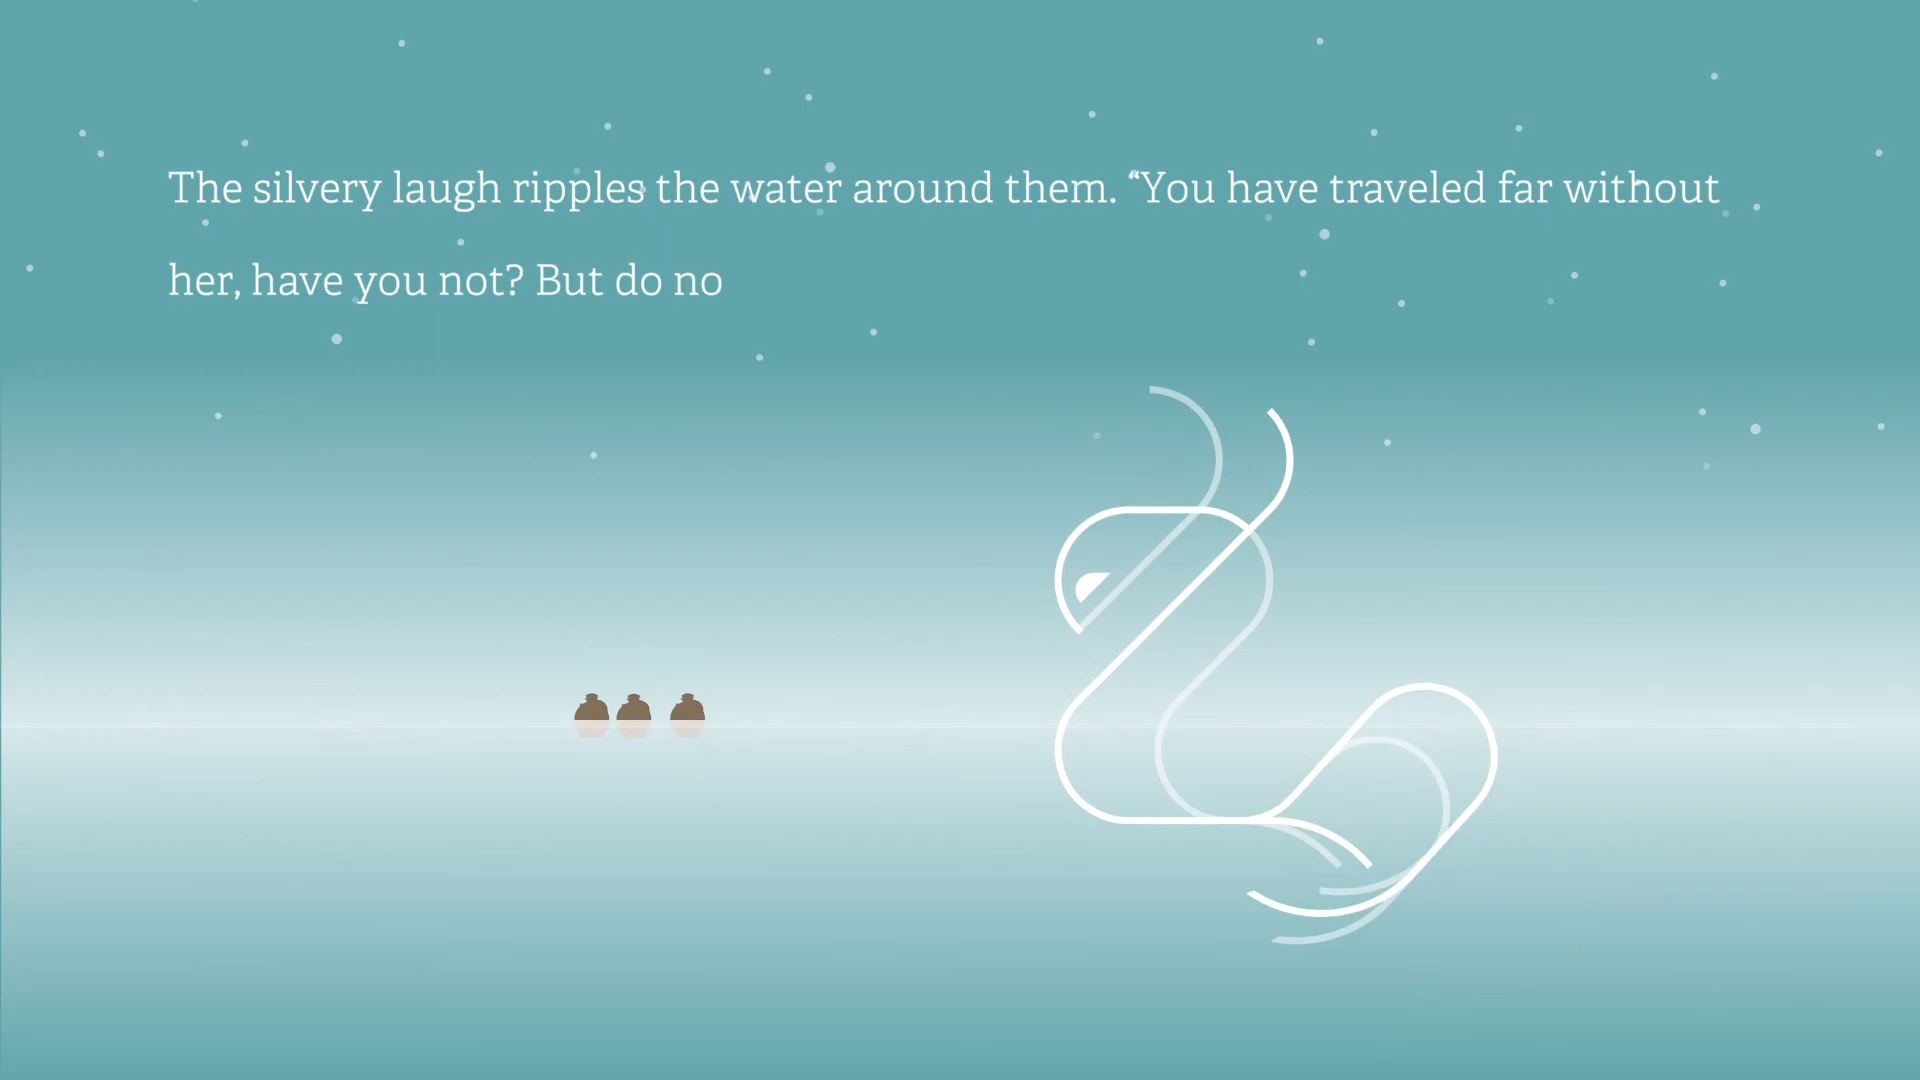 The silvery laugh ripples the water around them. “You have traveled far without
her, have you not? But do no